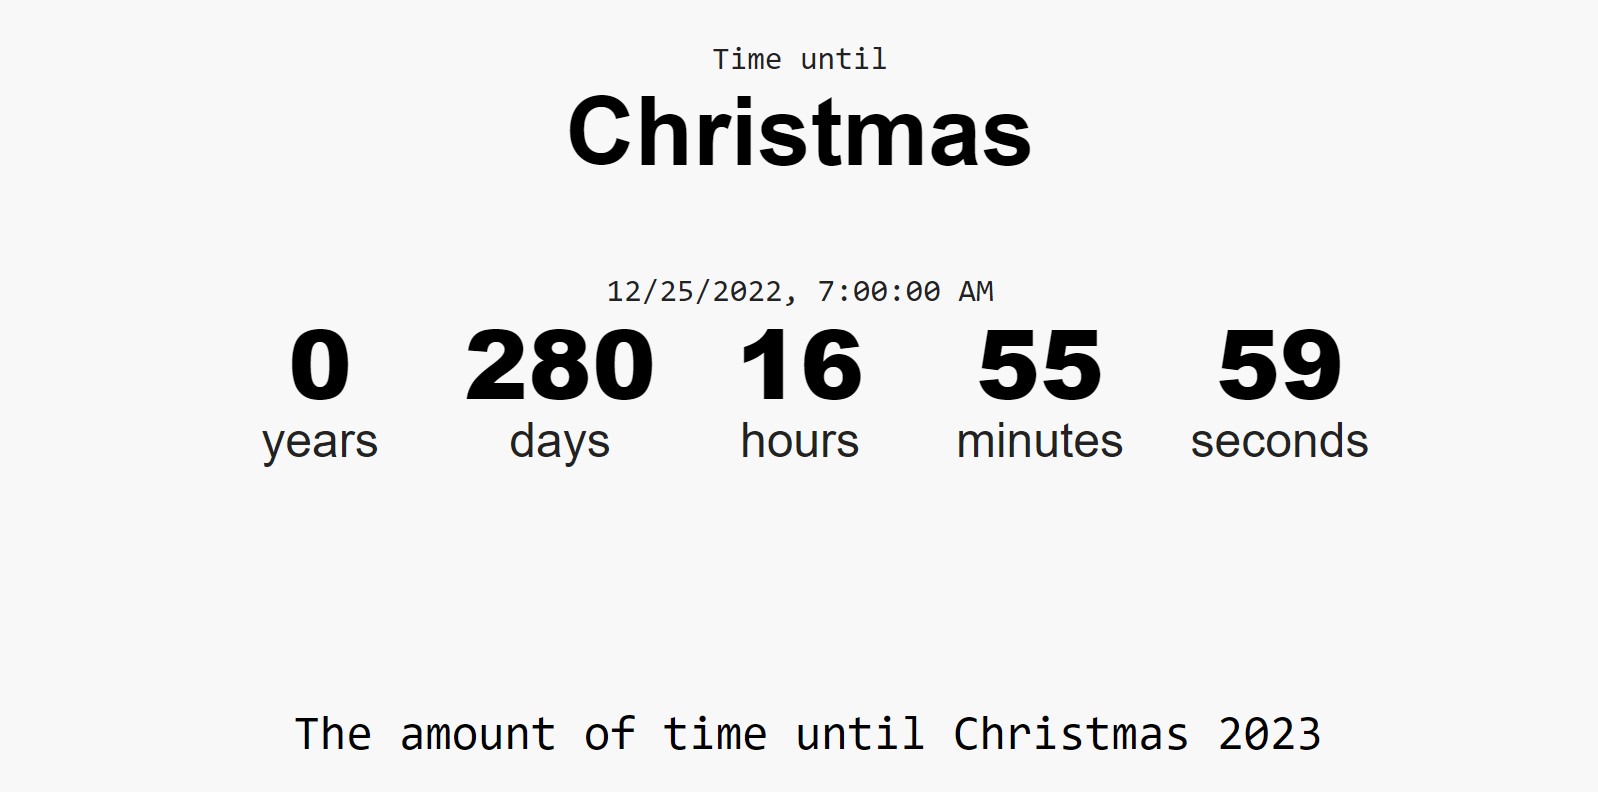 Time until
Christmas
12/25/2022, 7:00:00 AM
0 280 16 55 59
years days hours minutes seconds
The amount of time until Christmas 2023